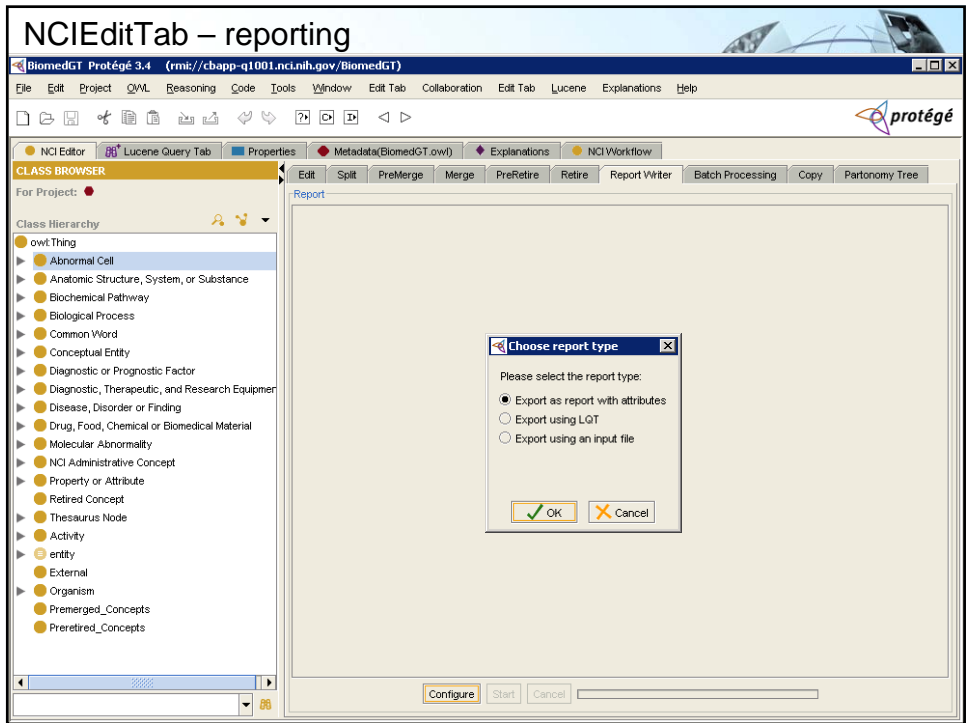 NCIEditTab – reporting
BiomedGT Protégé 3.4 (rmi://cbapp-q1001.nci.nih.gov/BiomedGT)
File Edit Project OWL Reasoning Code Tools Window Edit Tab Collaboration Edit Tab Lucene Explanations Help
protégé
NCI Editor Lucene Query Tab Properties Metadata(BiomedGT.owl) Explanations NCI Workflow
CLASS BROWSER
For Project:
Class Hierarchy
owl:Thing
Abnormal Cell
Anatomic Structure, System, or Substance
Biochemical Pathway
Biological Process
Common Word
Conceptual Entity
Diagnostic or Prognostic Factor
Diagnostic, Therapeutic, and Research Equipmen
Disease, Disorder or Finding
Drug, Food, Chemical or Biomedical Material
Molecular Abnormality
NCI Administrative Concept
Property or Attribute
Retired Concept
Thesaurus Node
Activity
entity
External
Organism
Premerged_Concepts
Preretired_Concepts
Edit Split PreMerge Merge PreRetire Retire Report Writer Batch Processing Copy Partonomy Tree
Report
Choose report type
Please select the report type:
Export as report with attributes
Export using LQT
Export using an input file
OK Cancel
Configure Start Cancel